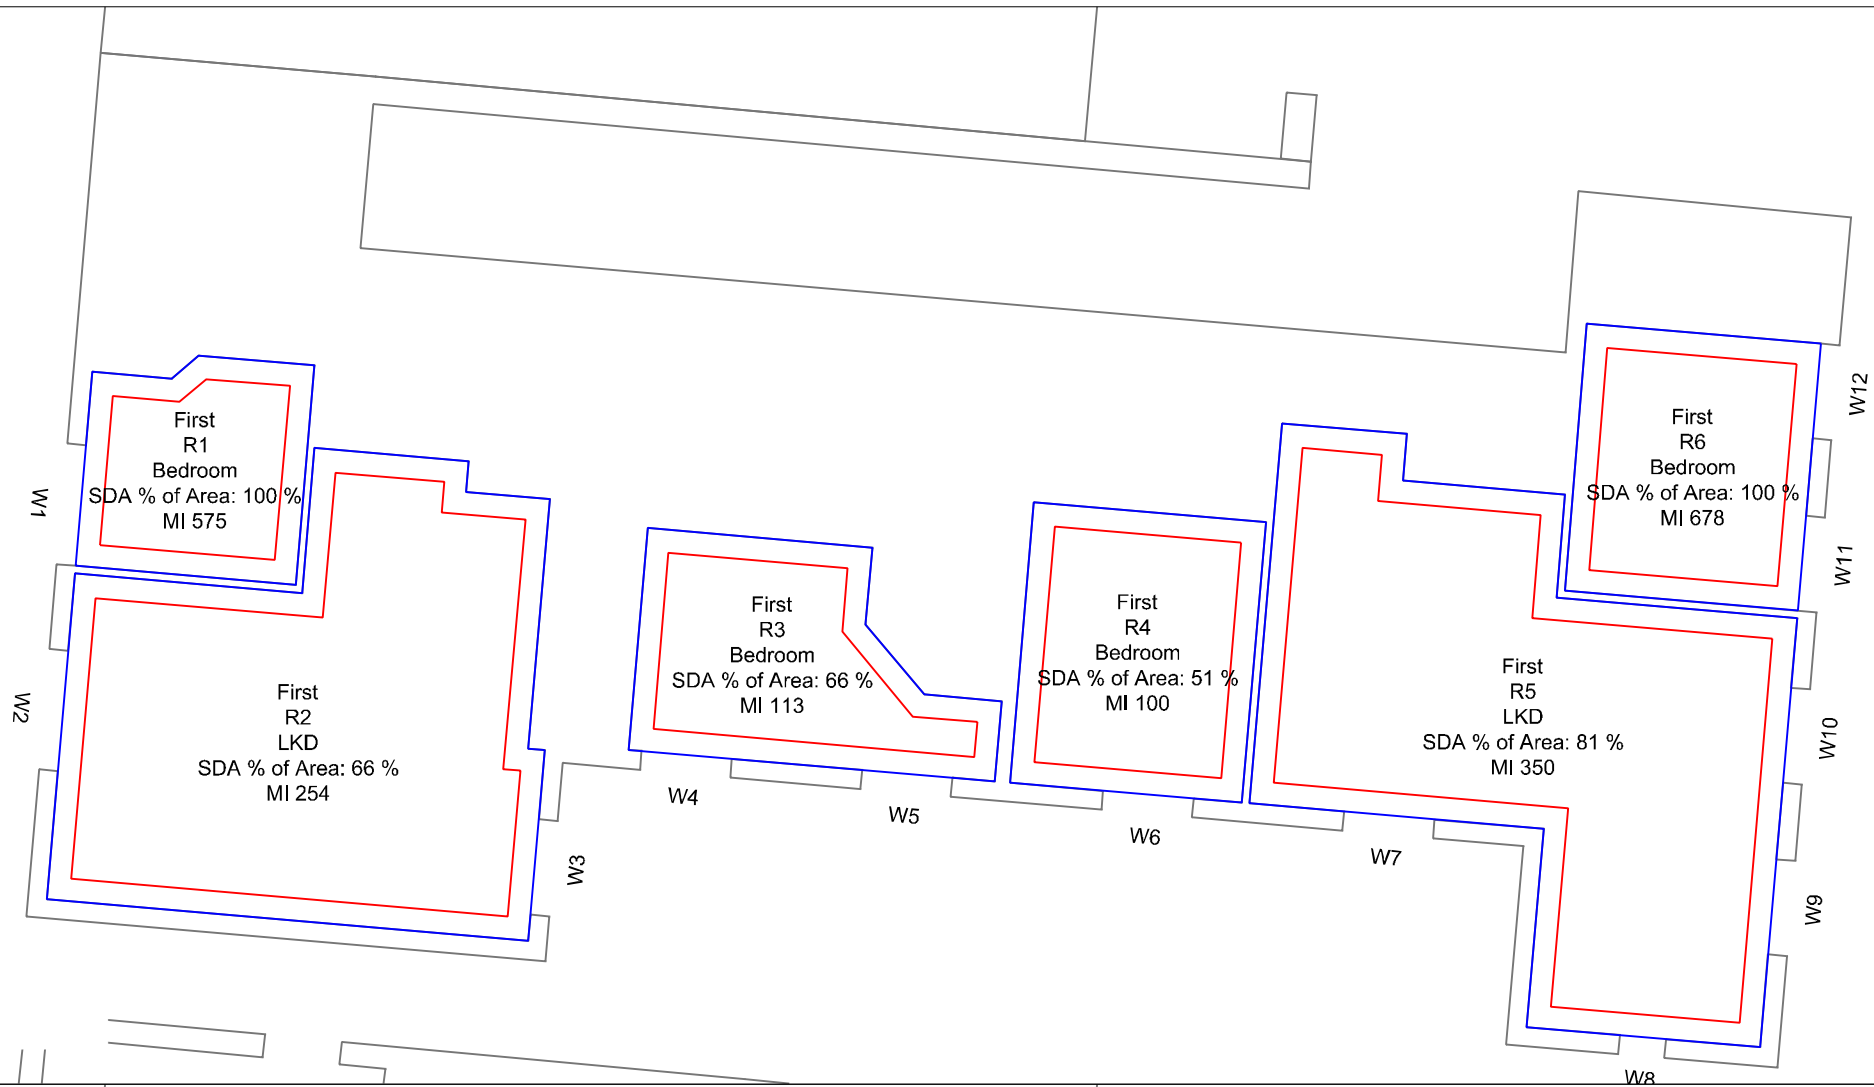 First
R1
Bedroom
SDA % of Area: 100 %
MI 575
W1
First
R2
LKD
SDA % of Area: 66 %
MI 254
W2
W3
First
R3
Bedroom
SDA % of Area: 66 %
MI 113
W4
W5
First
R4
Bedroom
SDA % of Area: 51 %
MI 100
W6
First
R5
LKD
SDA % of Area: 81 %
MI 350
W7
W8
W9
W10
First
R6
Bedroom
SDA % of Area: 100 %
MI 678
W11
W12